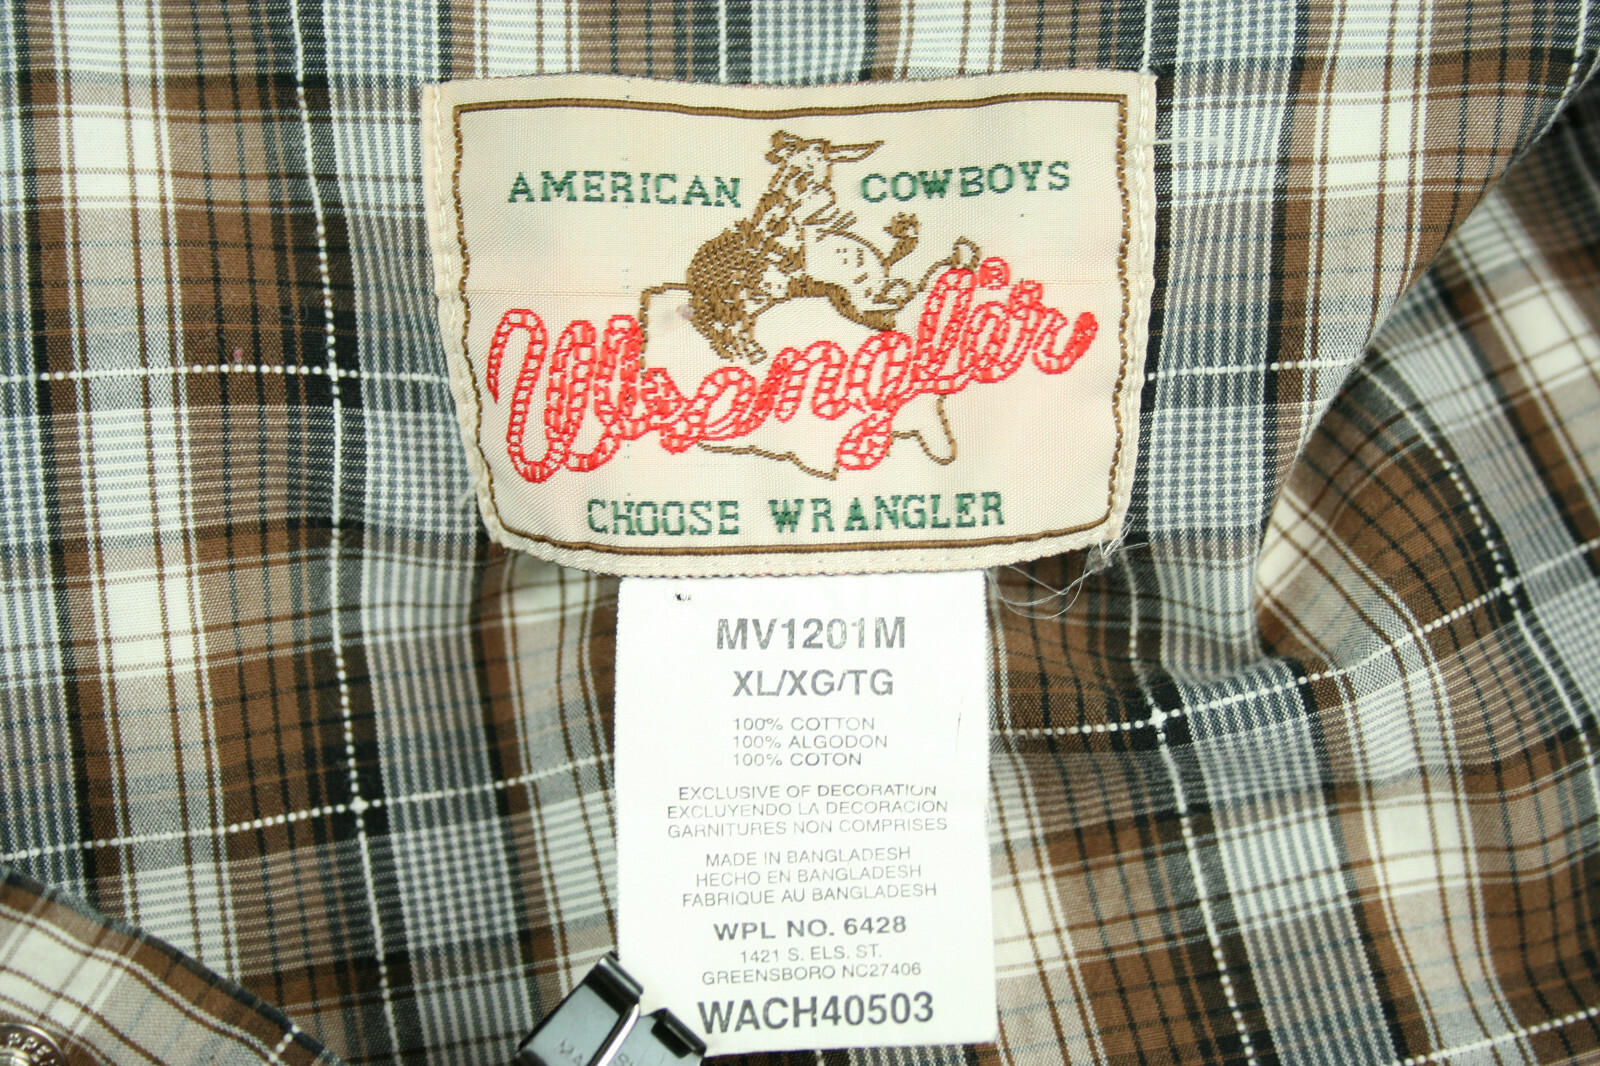 AMERICAN COWBOYS
Wrangler
CHOOSE WRANGLER
MV1201M
XL/XG/TG
100% COTTON
100% ALGODON
100% COTON
EXCLUSIVE OF DECORATION
EXCLUYENDO LA DECORACION
GARNITURES NON COMPRISES
MADE IN BANGLADESH
HECHO EN BANGLADESH
FABRIQUE AU BANGLADESH
WPL NO. 6428
1421 S. ELS. ST.
GREENSBORO NC27406
WACH40503